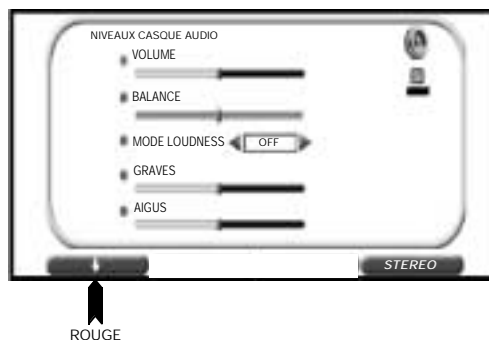 NIVEAUX CASQUE AUDIO
VOLUME
BALANCE
MODE LOUDNESS OFF
GRAVES
AIGUS
STEREO
ROUGE